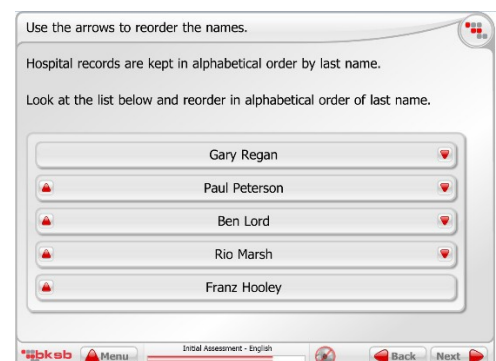 Use the arrows to reorder the names.
Hospital records are kept in alphabetical order by last name.
Look at the list below and reorder in alphabetical order of last name.
Gary Regan
Paul Peterson
Ben Lord
Rio Marsh
Franz Hooley
bksb Menu Initial Assessment - English Back Next